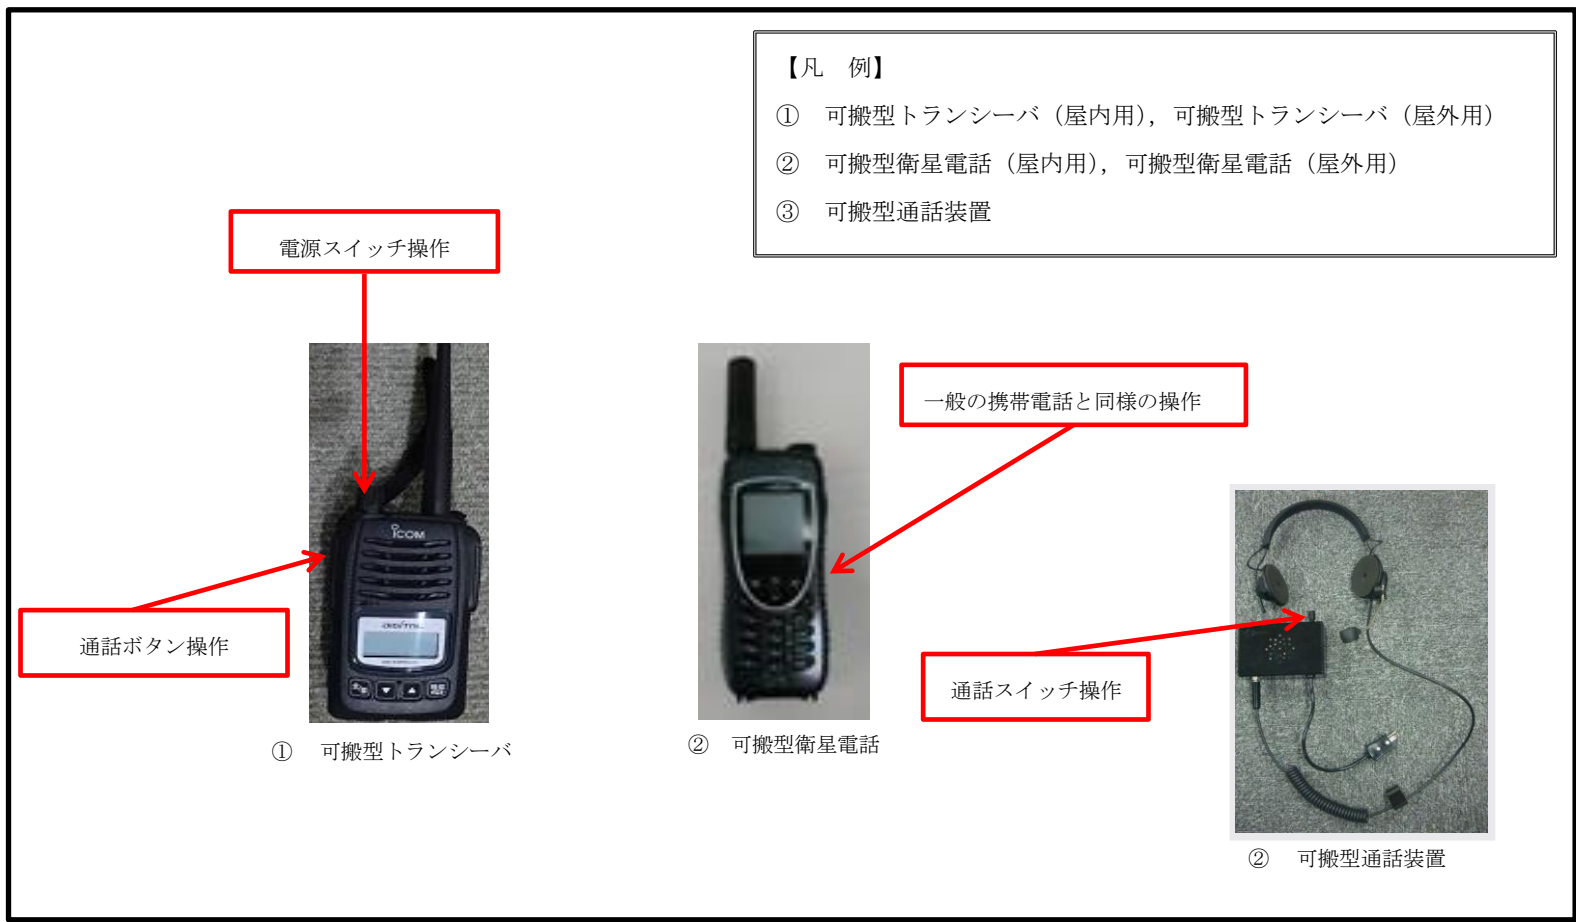 【凡　例】
①　可搬型トランシーバ（屋内用），可搬型トランシーバ（屋外用）
②　可搬型衛星電話（屋内用），可搬型衛星電話（屋外用）
③　可搬型通話装置
電源スイッチ操作
一般の携帯電話と同様の操作
iCOM
通話ボタン操作
通話スイッチ操作
①　可搬型トランシーバ
②　可搬型衛星電話
②　可搬型通話装置